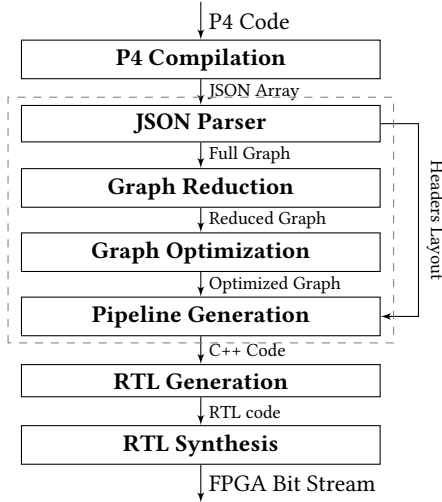 P4 Code
P4 Compilation
JSON Array
JSON Parser
Full Graph
Graph Reduction
Reduced Graph
Headers Layout
Graph Optimization
Optimized Graph
Pipeline Generation
C++ Code
RTL Generation
RTL code
RTL Synthesis
FPGA Bit Stream